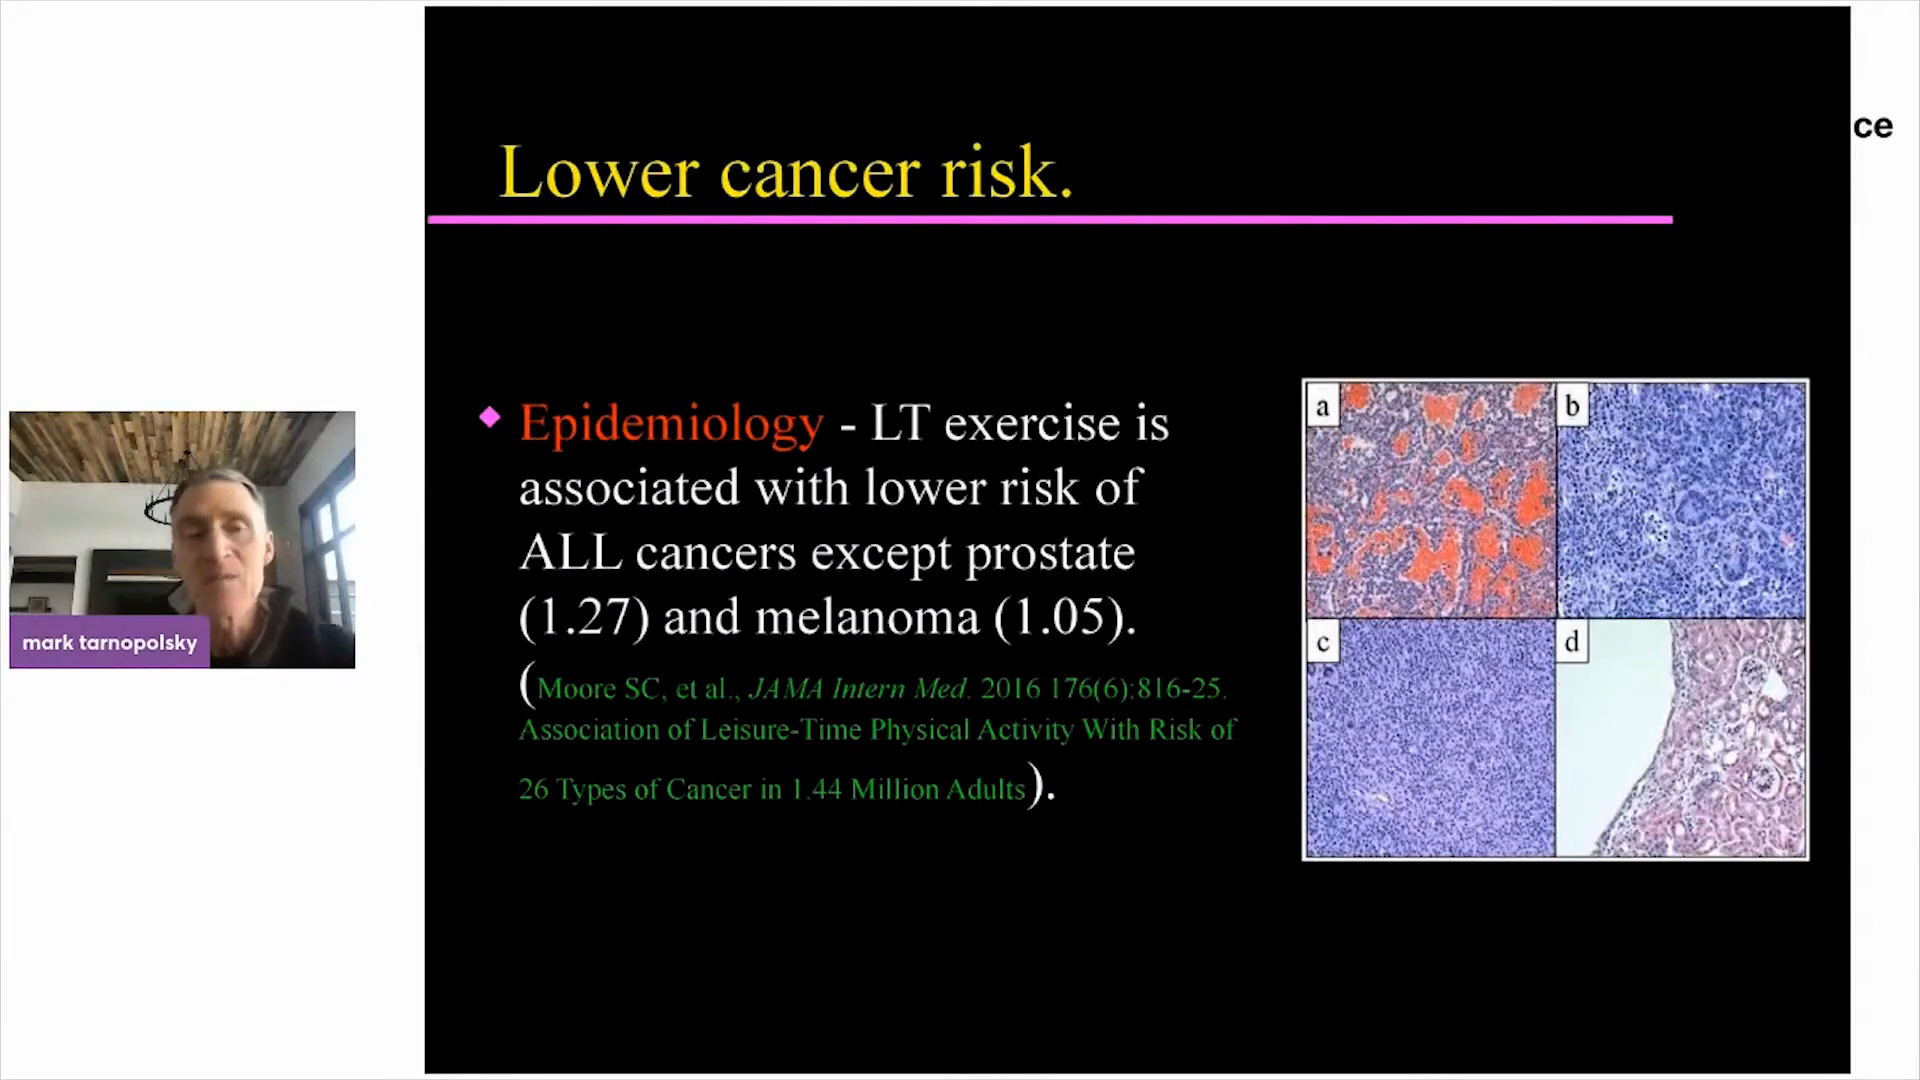 Lower cancer risk.
Epidemiology - LT exercise is
associated with lower risk of
ALL cancers except prostate
(1.27) and melanoma (1.05).
(Moore SC, et al., JAMA Intern Med. 2016 176(6):816-25.
Association of Leisure-Time Physical Activity With Risk of
26 Types of Cancer in 1.44 Million Adults).
a
b
c
d
mark tarnopolsky
ce